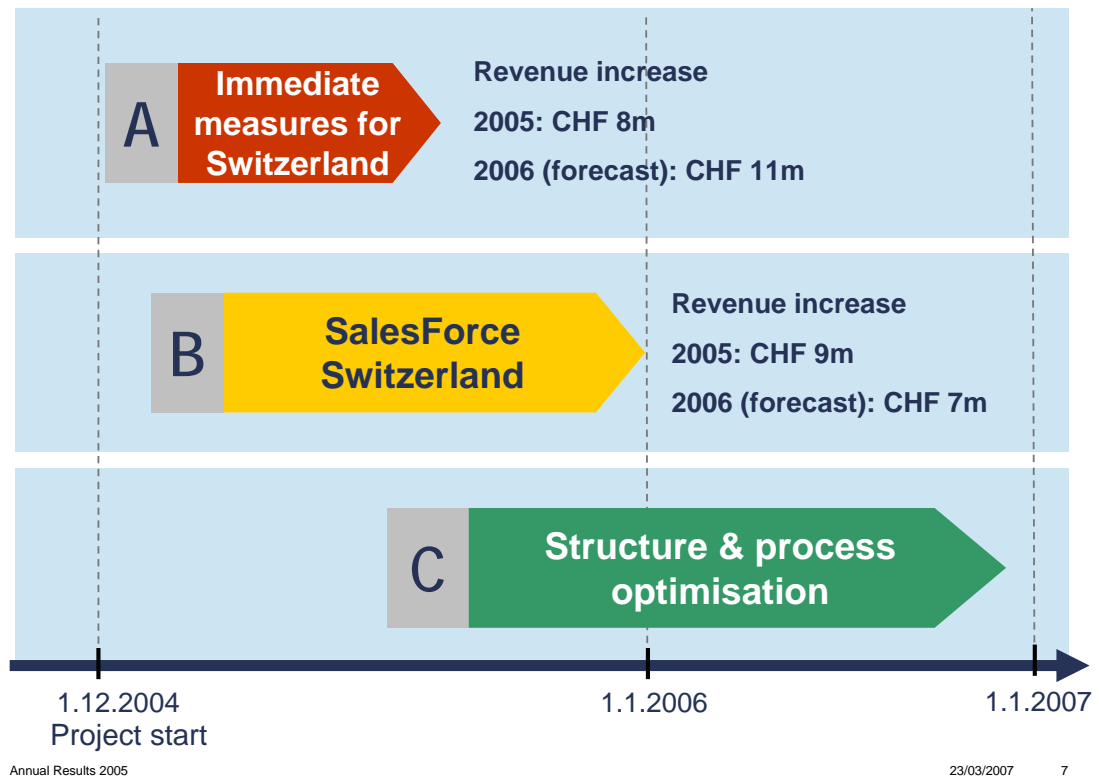 A
Immediate
measures for
Switzerland
Revenue increase
2005: CHF 8m
2006 (forecast): CHF 11m
B
SalesForce
Switzerland
Revenue increase
2005: CHF 9m
2006 (forecast): CHF 7m
C
Structure & process
optimisation
1.12.2004
Project start
1.1.2006
1.1.2007
Annual Results 2005
23/03/2007
7